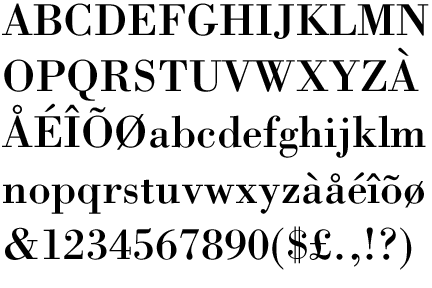 ABCDEFGHIJKLMN
OPQRSTUVWXYZÀ
ÅÉÎÕØabcdefghijklm
nopqrstuvwxyzàåéîõø
&1234567890($£.,!?)